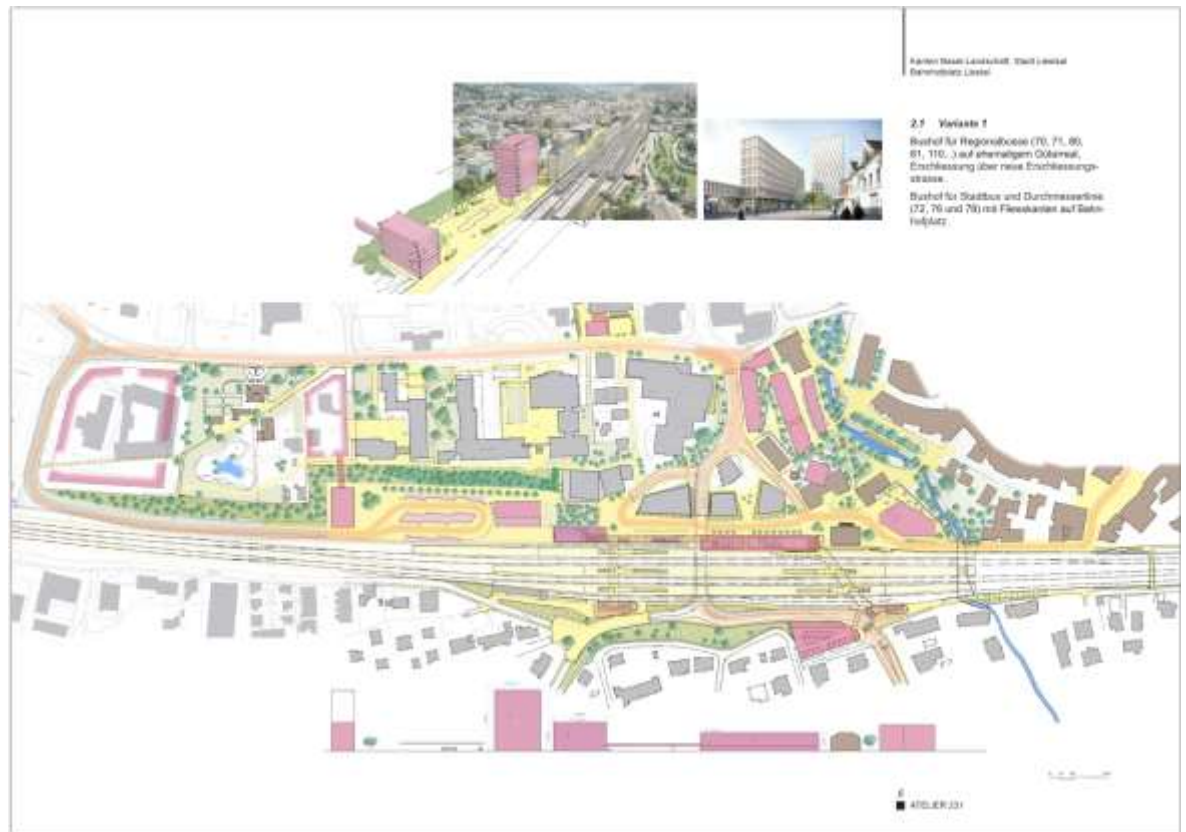 Kanton Basel-Landschaft, Stadt Liestal
Bahnhofplatz Liestal
2.1 Variante 1
Bushof für Regionalbusse (70, 71, 80,
81, 110,..) auf ehemaligem Güterareal,
Erschliessung über neue Erschliessungs-
strasse.
Bushof für Stadtbus und Durchmesserlinie
(72, 76 und 78) mit Fliesskanten auf Bahn-
hofplatz.
ATELIER 231